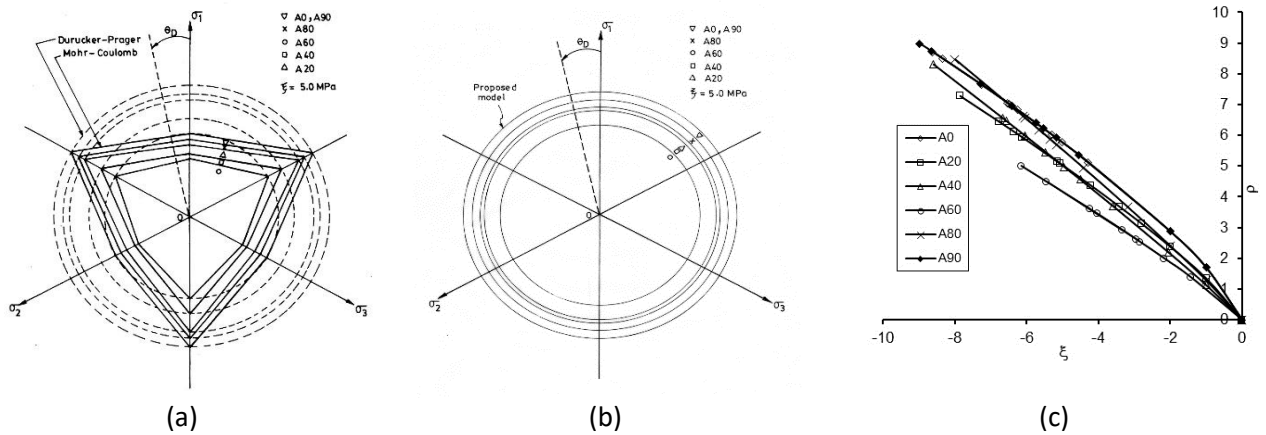 σ1
θD
Durucker-Prager
Mohr-Coulomb
▽ A0, A90
× A80
○ A60
□ A40
△ A20
ξ = 5.0 MPa
0
σ2
σ3
(a)
σ1
θD
Proposed
model
▽ A0, A90
× A80
○ A60
□ A40
△ A20
ξ = 5.0 MPa
0
σ2
σ3
(b)
10
9
8
7
6
5
4
3
2
1
0
ρ
A0
A20
A40
A60
A80
A90
-10
-8
-6
-4
-2
0
ξ
(c)